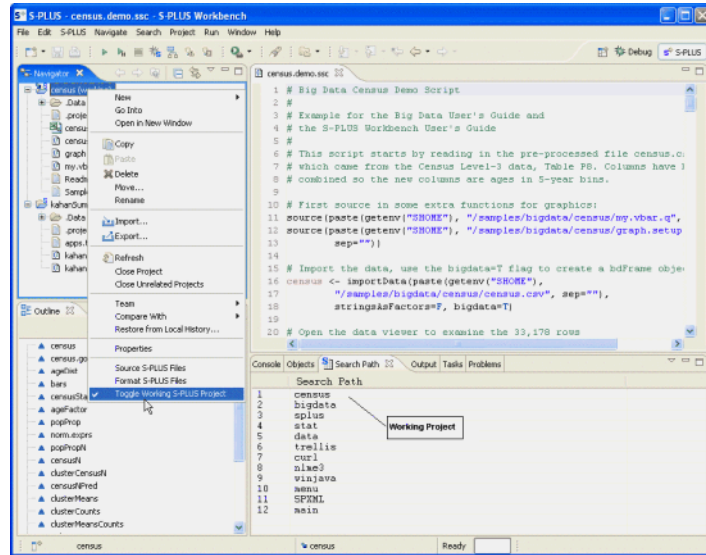 S-PLUS - census.demo.ssc - S-PLUS Workbench
File Edit S-PLUS Navigate Search Project Run Window Help
Debug S-PLUS
Navigator
census
.Data
.proje
census
census
graph
my.vb
Readm
Sampl
kahanSum
.Data
.proje
apps.h
kahan
kahan
New
Go Into
Open in New Window
Copy
Paste
Delete
Move...
Rename
Import...
Export...
Refresh
Close Project
Close Unrelated Projects
Team
Compare With
Restore from Local History...
Properties
Source S-PLUS Files
Format S-PLUS Files
Toggle Working S-PLUS Project
census.demo.ssc
1 # Big Data Census Demo Script
2 #
3 # Example for the Big Data User's Guide and
4 # the S-PLUS Workbench User's Guide
5 #
6 # This script starts by reading in the pre-processed file census.c
7 # which came from the Census Level-3 data, Table P8. Columns have
8 # combined so the new columns are ages in 5-year bins.
9
10 # First source in some extra functions for graphics:
11 source(paste(getenv("SHOME"), "/samples/bigdata/census/my.vbar.q",
12 source(paste(getenv("SHOME"), "/samples/bigdata/census/graph.setup
13 sep=""))
14
15 # Import the data, use the bigdata=T flag to create a bdFrame obje
16 census <- importData(paste(getenv("SHOME"),
17 "/samples/bigdata/census/census.csv", sep=""),
18 stringsAsFactors=F, bigdata=T)
19
20 # Open the data viewer to examine the 33,178 rows
Outline
census
census.go
ageDist
bars
censusSta
ageFactor
popProp
norm.exprs
popPropN
censusN
clusterCensusN
censusNPred
clusterMeans
clusterCounts
clusterMeansCounts
Console Objects Search Path Output Tasks Problems
Search Path
1 census
2 bigdata
3 splus
4 stat
5 data
6 trellis
7 curl
8 nlme3
9 winjava
10 menu
11 SPXML
12 main
Working Project
census
census
Ready